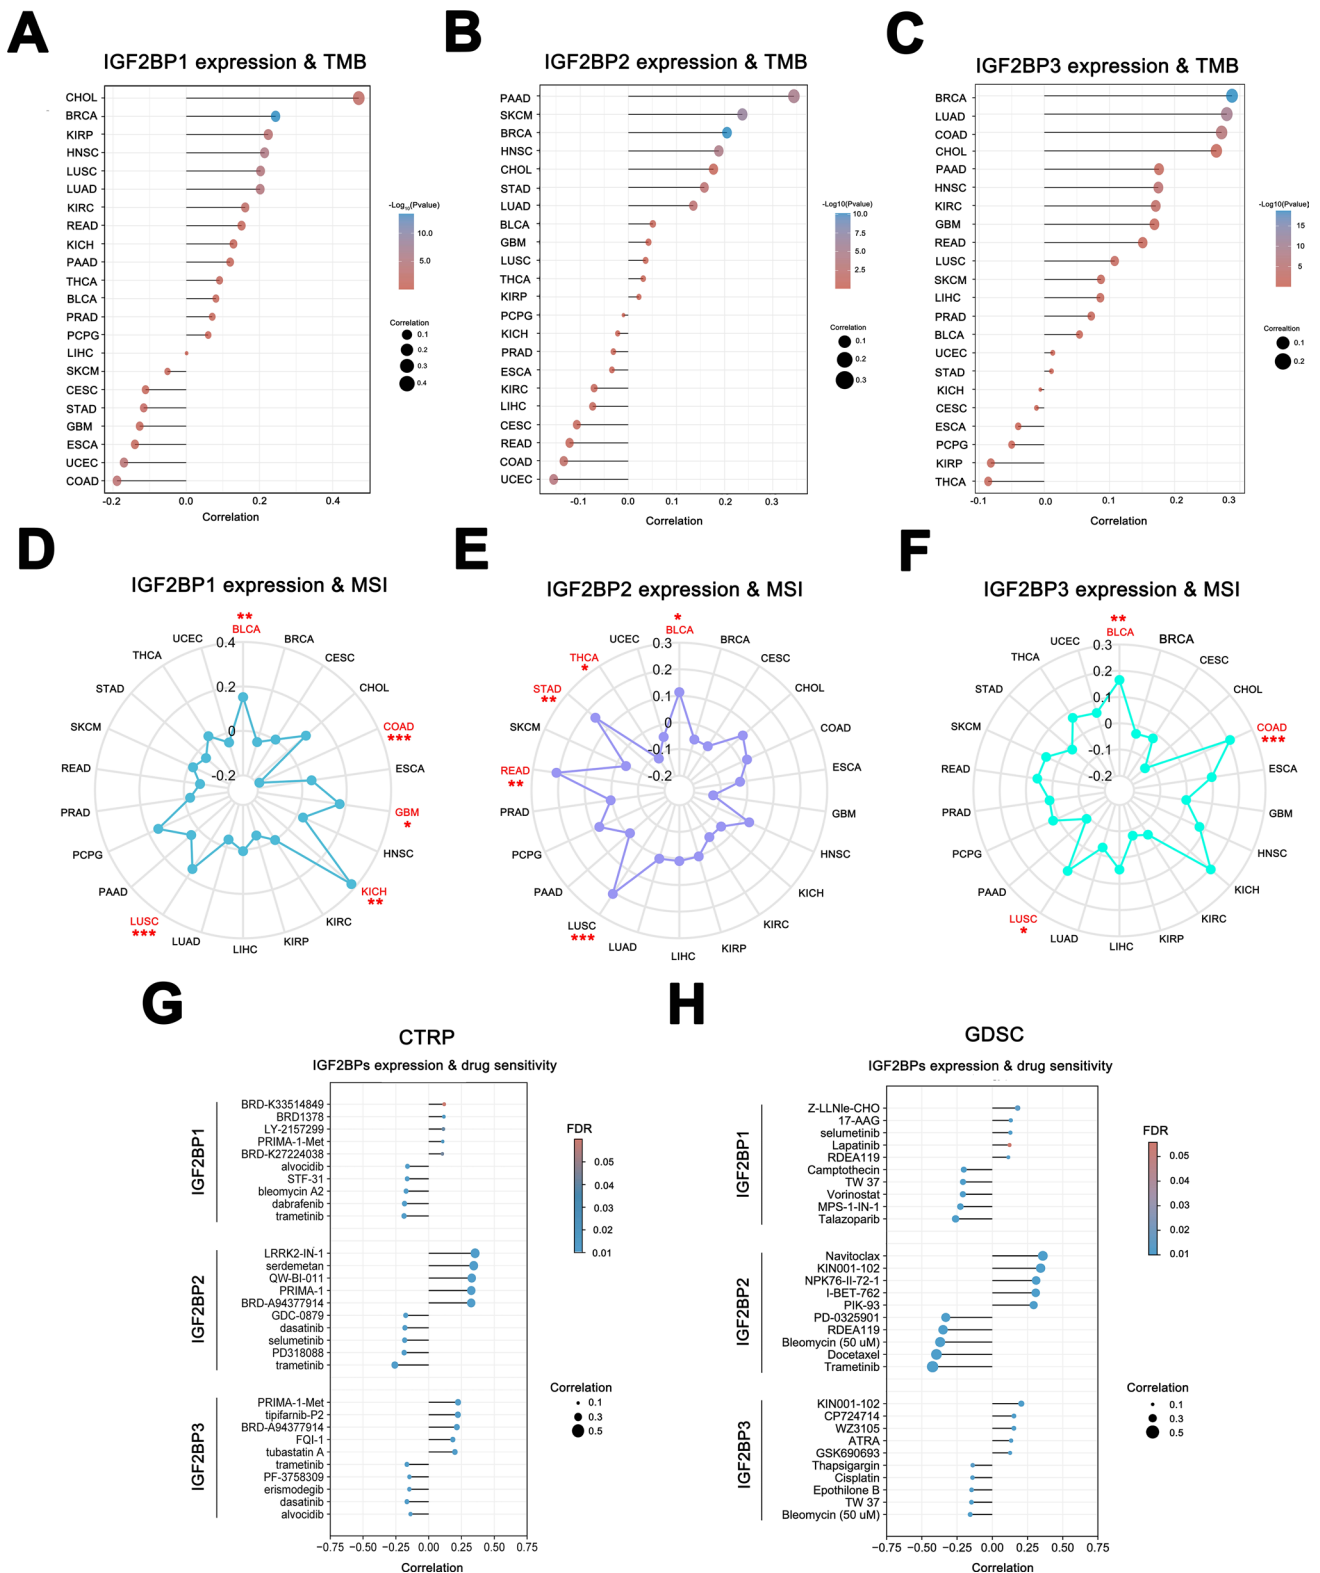 A
IGF2BP1 expression & TMB
CHOL
BRCA
KIRP
HNSC
LUSC
LUAD
KIRC
READ
KICH
PAAD
THCA
BLCA
PRAD
PCPG
LIHC
SKCM
CESC
STAD
GBM
ESCA
UCEC
COAD
-0.2
0.0
0.2
0.4
Correlation
-Log10(Pvalue)
10.0
5.0
Correlation
0.1
0.2
0.3
0.4
B
IGF2BP2 expression & TMB
PAAD
SKCM
BRCA
HNSC
CHOL
STAD
LUAD
BLCA
GBM
LUSC
THCA
KIRP
PCPG
KICH
PRAD
ESCA
KIRC
LIHC
CESC
READ
COAD
UCEC
-0.1
0.0
0.1
0.2
0.3
Correlation
-Log10(Pvalue)
10.0
7.5
5.0
2.5
Correlation
0.1
0.2
0.3
C
IGF2BP3 expression & TMB
BRCA
LUAD
COAD
CHOL
PAAD
HNSC
KIRC
GBM
READ
LUSC
SKCM
LIHC
PRAD
BLCA
UCEC
STAD
KICH
CESC
ESCA
PCPG
KIRP
THCA
-0.1
0.0
0.1
0.2
0.3
Correlation
-Log10(Pvalue)
15
10
5
Correaltion
0.1
0.2
D
IGF2BP1 expression & MSI
**
BLCA
BRCA
CESC
CHOL
COAD
***
ESCA
GBM
*
HNSC
KICH
**
KIRC
KIRP
LIHC
LUAD
LUSC
***
PAAD
PCPG
PRAD
READ
SKCM
STAD
THCA
UCEC
0.4
0.2
0
-0.2
E
IGF2BP2 expression & MSI
*
BLCA
BRCA
CESC
CHOL
COAD
ESCA
GBM
HNSC
KICH
KIRC
KIRP
LIHC
LUAD
LUSC
***
PAAD
PCPG
PRAD
READ
**
SKCM
STAD
**
THCA
*
UCEC
0.3
0.2
0.1
0
-0.1
-0.2
F
IGF2BP3 expression & MSI
**
BLCA
BRCA
CESC
CHOL
COAD
***
ESCA
GBM
HNSC
KICH
KIRC
KIRP
LIHC
LUAD
LUSC
*
PAAD
PCPG
PRAD
READ
SKCM
STAD
THCA
UCEC
0.3
0.2
0.1
0
-0.1
-0.2
G
CTRP
IGF2BPs expression & drug sensitivity
IGF2BP1
BRD-K33514849
BRD1378
LY-2157299
PRIMA-1-Met
BRD-K27224038
alvocidib
STF-31
bleomycin A2
dabrafenib
trametinib
IGF2BP2
LRRK2-IN-1
serdemetan
QW-BI-011
PRIMA-1
BRD-A94377914
GDC-0879
dasatinib
selumetinib
PD318088
trametinib
IGF2BP3
PRIMA-1-Met
tipifarnib-P2
BRD-A94377914
FQI-1
tubastatin A
trametinib
PF-3758309
erismodegib
dasatinib
alvocidib
−0.75 −0.50 −0.25 0.00 0.25 0.50 0.75
Correlation
FDR
0.05
0.04
0.03
0.02
0.01
Correlation
0.1
0.3
0.5
H
GDSC
IGF2BPs expression & drug sensitivity
IGF2BP1
Z-LLNle-CHO
17-AAG
selumetinib
Lapatinib
RDEA119
Camptothecin
TW 37
Vorinostat
MPS-1-IN-1
Talazoparib
IGF2BP2
Navitoclax
KIN001-102
NPK76-II-72-1
I-BET-762
PIK-93
PD-0325901
RDEA119
Bleomycin (50 uM)
Docetaxel
Trametinib
IGF2BP3
KIN001-102
CP724714
WZ3105
ATRA
GSK690693
Thapsigargin
Cisplatin
Epothilone B
TW 37
Bleomycin (50 uM)
−0.75 −0.50 −0.25 0.00 0.25 0.50 0.75
Correlation
FDR
0.05
0.04
0.03
0.02
0.01
Correlation
0.1
0.3
0.5